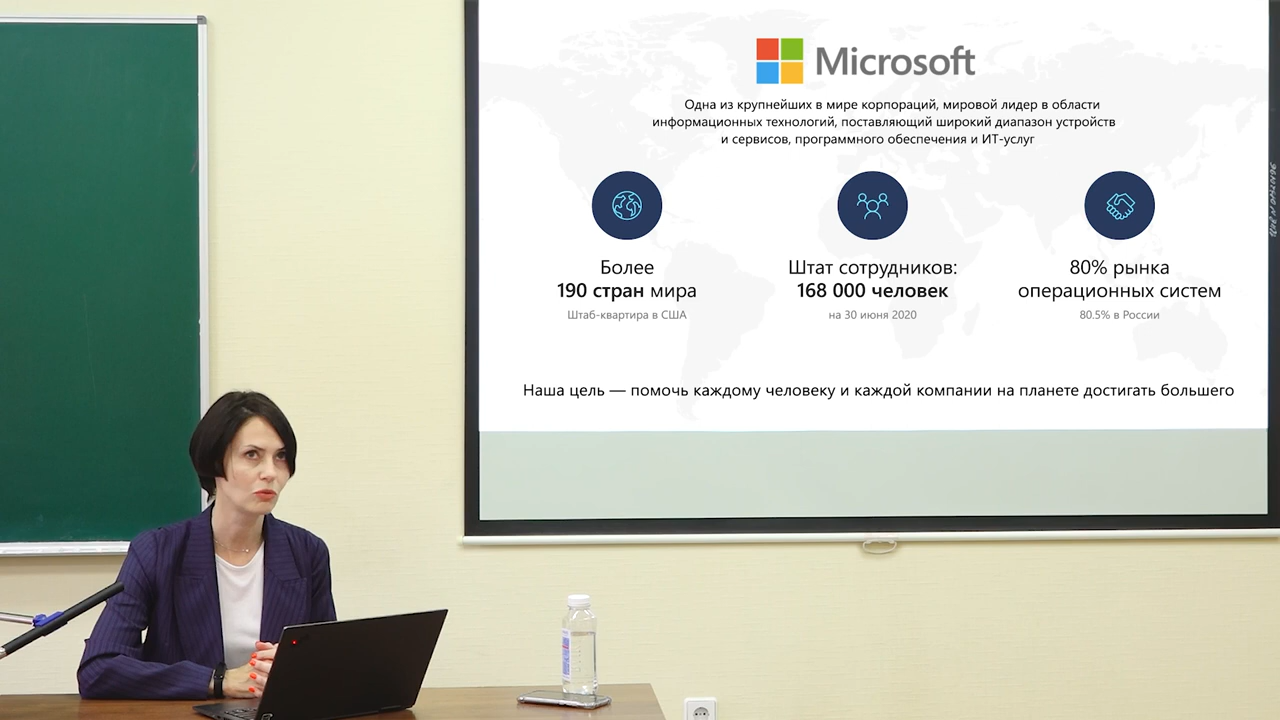 Microsoft
Одна из крупнейших в мире корпораций, мировой лидер в области
информационных технологий, поставляющий широкий диапазон устройств
и сервисов, программного обеспечения и ИТ-услуг
Более
190 стран мира
Штаб-квартира в США
Штат сотрудников:
168 000 человек
на 30 июня 2020
80% рынка
операционных систем
80.5% в России
Наша цель — помочь каждому человеку и каждой компании на планете достигать большего